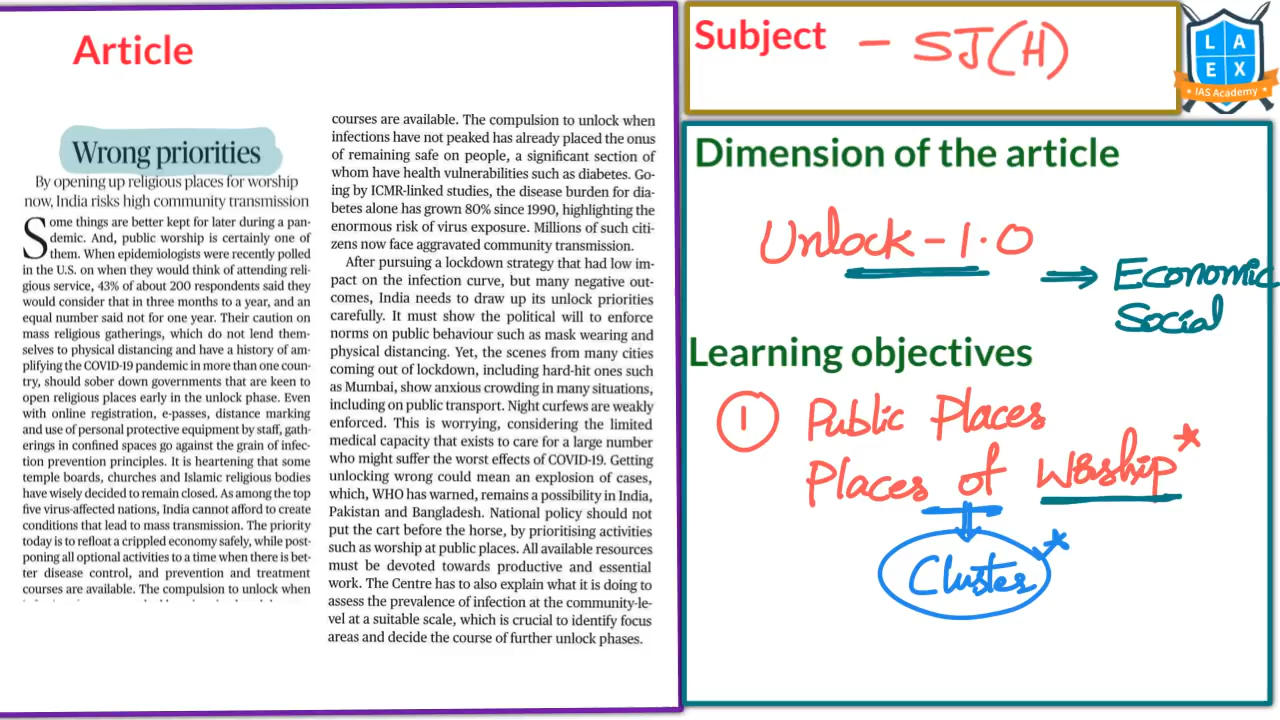 Article
Wrong priorities
By opening up religious places for worship
now, India risks high community transmission
Some things are better kept for later during a pan-
demic. And, public worship is certainly one of
them. When epidemiologists were recently polled
in the U.S. on when they would think of attending reli-
gious service, 43% of about 200 respondents said they
would consider that in three months to a year, and an
equal number said not for one year. Their caution on
mass religious gatherings, which do not lend them-
selves to physical distancing and have a history of am-
plifying the COVID-19 pandemic in more than one coun-
try, should sober down governments that are keen to
open religious places early in the unlock phase. Even
with online registration, e-passes, distance marking
and use of personal protective equipment by staff, gath-
erings in confined spaces go against the grain of infec-
tion prevention principles. It is heartening that some
temple boards, churches and Islamic religious bodies
have wisely decided to remain closed. As among the top
five virus-affected nations, India cannot afford to create
conditions that lead to mass transmission. The priority
today is to refloat a crippled economy safely, while post-
poning all optional activities to a time when there is bet-
ter disease control, and prevention and treatment
courses are available. The compulsion to unlock when
courses are available. The compulsion to unlock when
infections have not peaked has already placed the onus
of remaining safe on people, a significant section of
whom have health vulnerabilities such as diabetes. Go-
ing by ICMR-linked studies, the disease burden for dia-
betes alone has grown 80% since 1990, highlighting the
enormous risk of virus exposure. Millions of such citi-
zens now face aggravated community transmission.
After pursuing a lockdown strategy that had low im-
pact on the infection curve, but many negative out-
comes, India needs to draw up its unlock priorities
carefully. It must show the political will to enforce
norms on public behaviour such as mask wearing and
physical distancing. Yet, the scenes from many cities
coming out of lockdown, including hard-hit ones such
as Mumbai, show anxious crowding in many situations,
including on public transport. Night curfews are weakly
enforced. This is worrying, considering the limited
medical capacity that exists to care for a large number
who might suffer the worst effects of COVID-19. Getting
unlocking wrong could mean an explosion of cases,
which, WHO has warned, remains a possibility in India,
Pakistan and Bangladesh. National policy should not
put the cart before the horse, by prioritising activities
such as worship at public places. All available resources
must be devoted towards productive and essential
work. The Centre has to also explain what it is doing to
assess the prevalence of infection at the community-le-
vel at a suitable scale, which is crucial to identify focus
areas and decide the course of further unlock phases.
Subject - SJ(H)
L A
E X
IAS Academy
Dimension of the article
Unlock - 1.0
Economic
Social
Learning objectives
1 Public Places
Places of Worship
Cluster